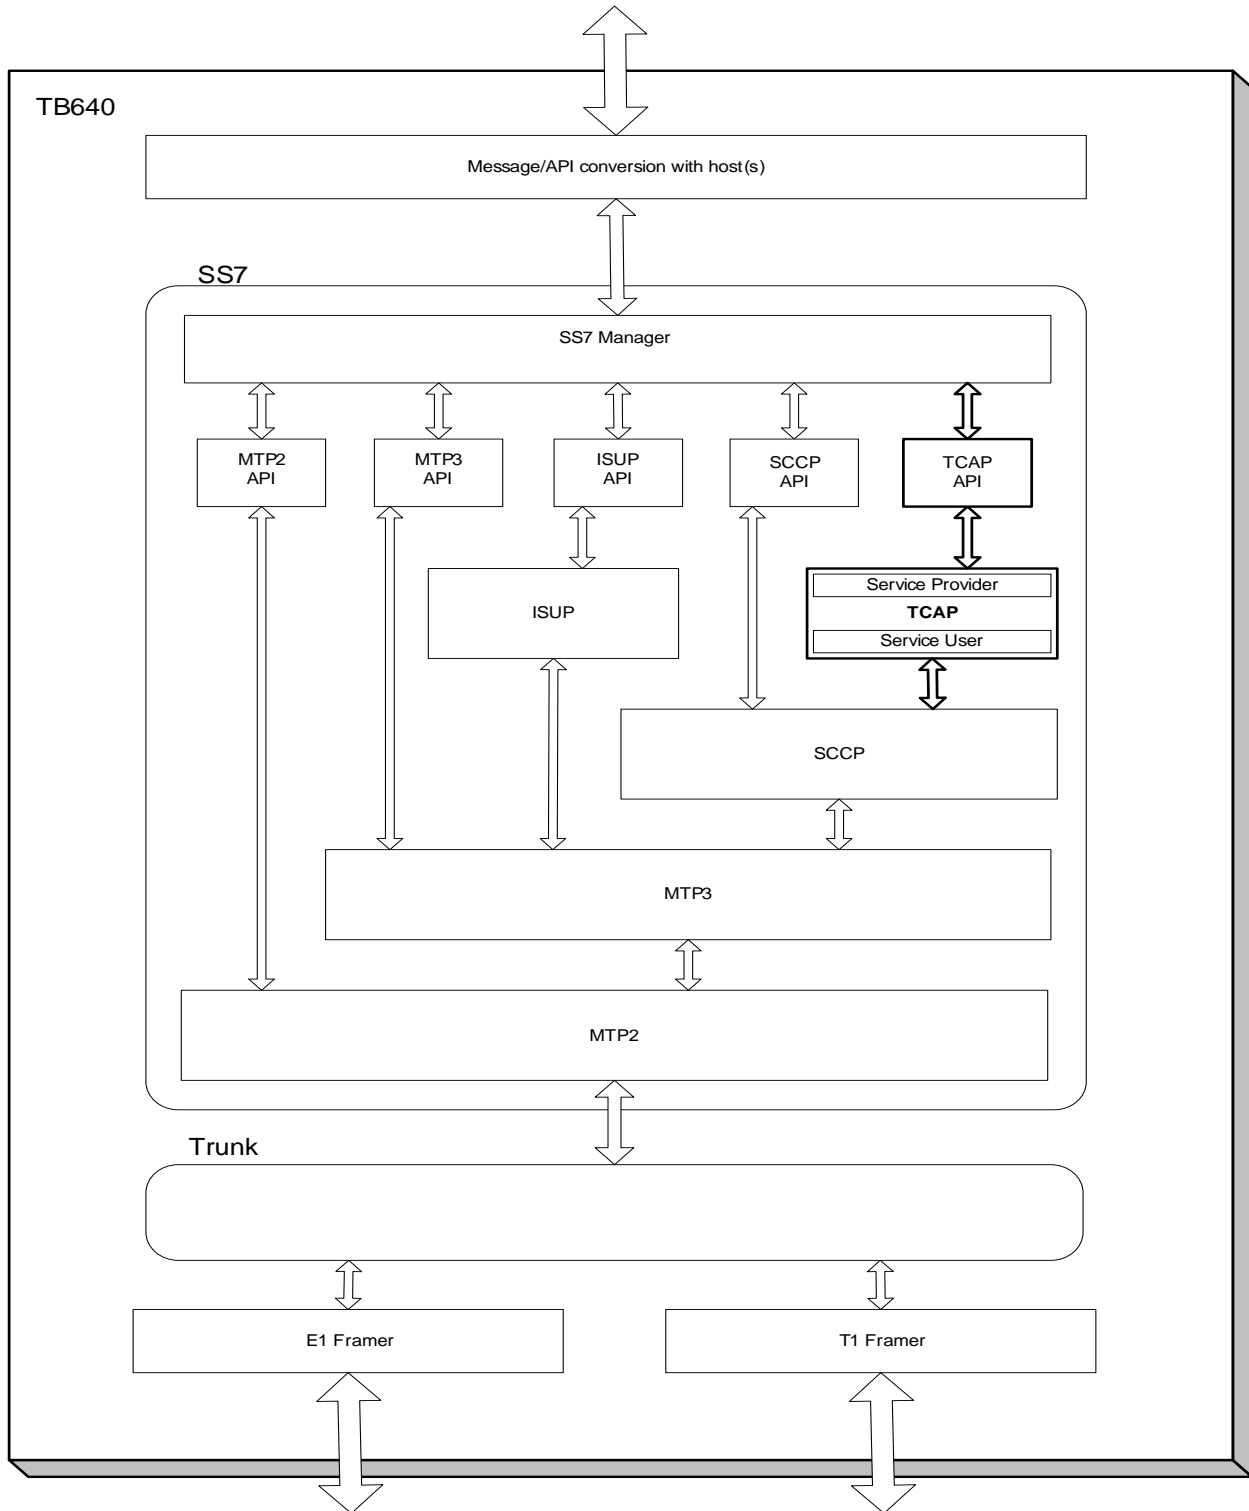 TB640
Message/API conversion with host(s)
SS7
SS7 Manager
MTP2
API
MTP3
API
ISUP
API
SCCP
API
TCAP
API
ISUP
Service Provider
TCAP
Service User
SCCP
MTP3
MTP2
Trunk
E1 Framer
T1 Framer